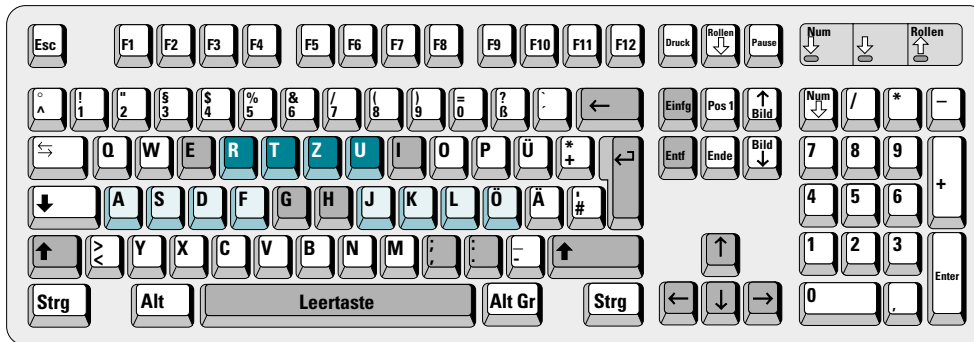 Esc F1 F2 F3 F4 F5 F6 F7 F8 F9 F10 F11 F12 Druck Rollen ⇩ Pause Num ⇩ ⇩ Rollen ⇧
° ^ ! 1 " 2 § 3 $ 4 % 5 & 6 / 7 ( 8 ) 9 = 0 ? ß ` ´ ← Einfg Pos 1 ↑ Bild Num ⇩ / * –
⇆ Q W E R T Z U I O P Ü * + ↵ Entf Ende Bild ↓ 7 8 9 +
⬇ A S D F G H J K L Ö Ä ' # 4 5 6
⬆ > < Y X C V B N M ; , : . _ - ⬆ ↑ 1 2 3 Enter
Strg Alt Leertaste Alt Gr Strg ← ↓ → 0 ,